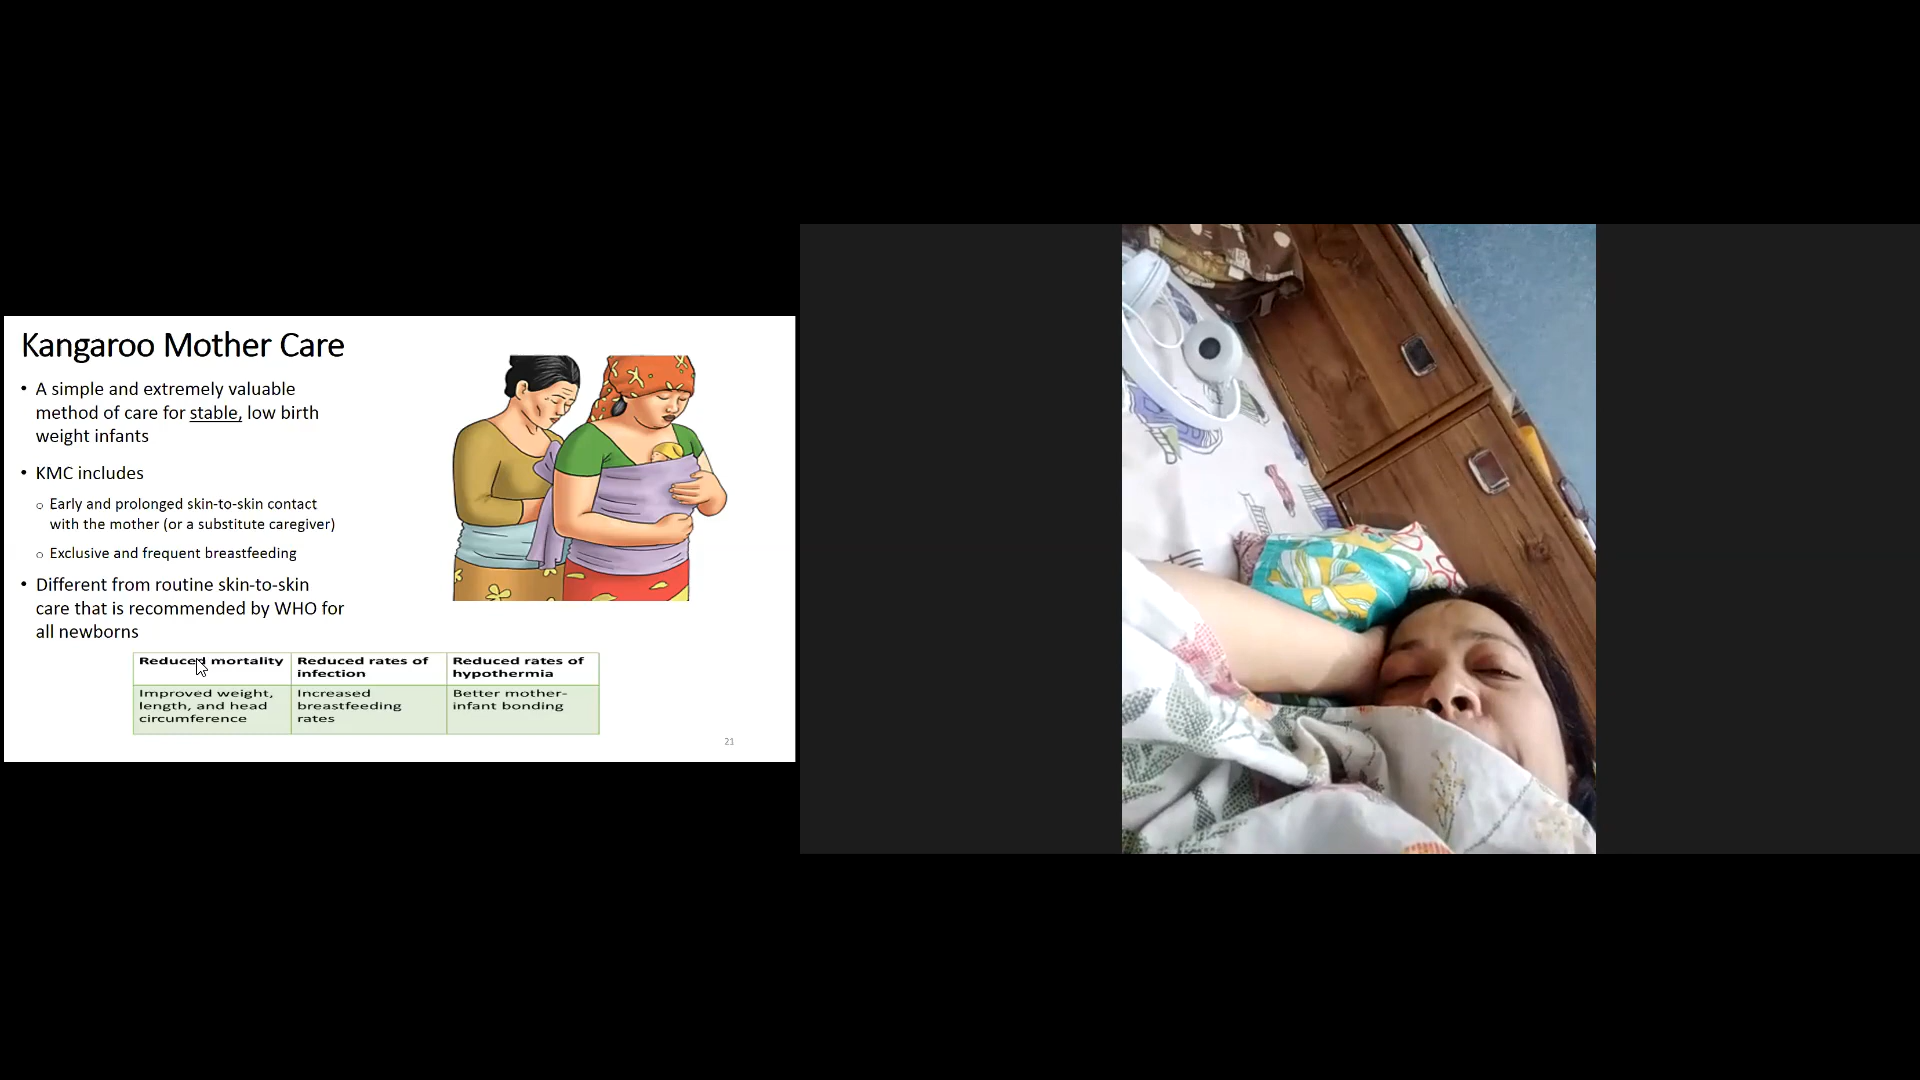 Kangaroo Mother Care
• A simple and extremely valuable
method of care for stable, low birth
weight infants
• KMC includes
o Early and prolonged skin-to-skin contact
with the mother (or a substitute caregiver)
o Exclusive and frequent breastfeeding
• Different from routine skin-to-skin
care that is recommended by WHO for
all newborns
Reduced mortality
Reduced rates of
infection
Reduced rates of
hypothermia
Improved weight,
length, and head
circumference
Increased
breastfeeding
rates
Better mother-
infant bonding
21